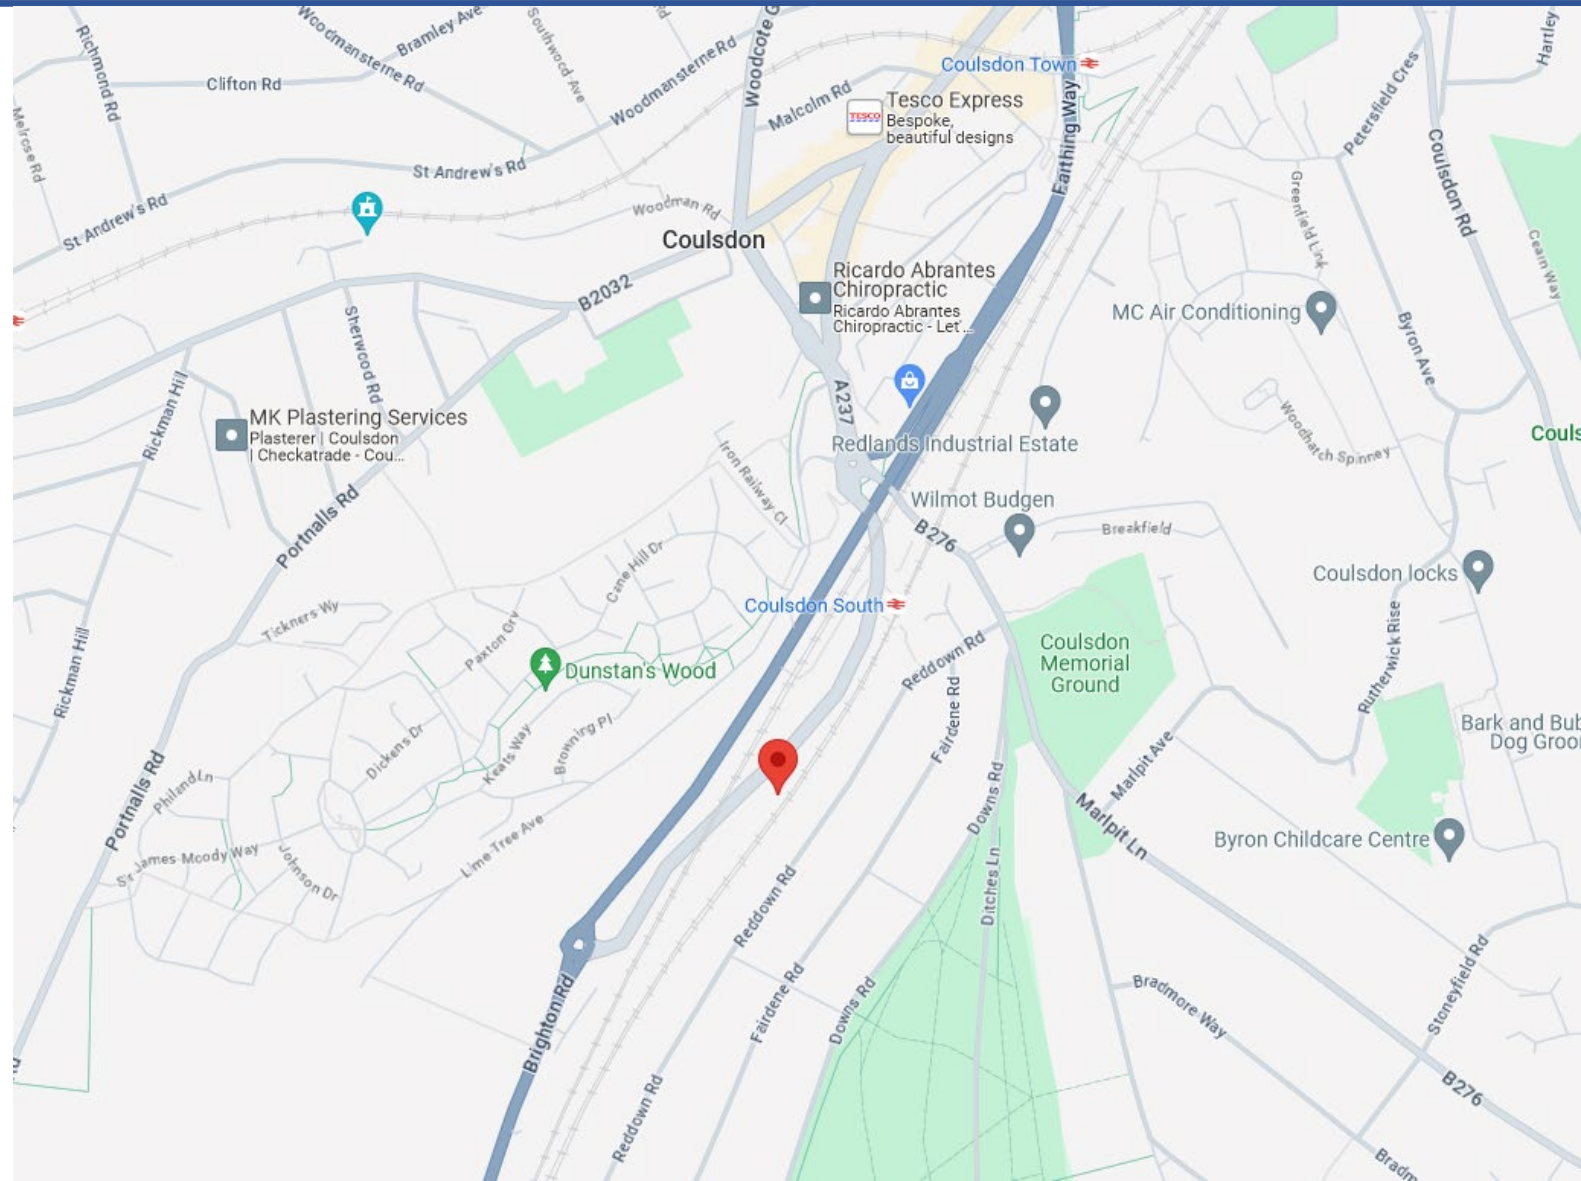 Woodmansterne Rd
Bramley Ave
Southwood Ave
Rd
Woodcote G
Hartley
Richmond Rd
Clifton Rd
Woodmansterne Rd
Malcolm Rd
Coulsdon Town
Tesco Express
Bespoke,
beautiful designs
TESCO
Farthing Way
Petersfield Cres
Coulsdon Rd
Melrose Rd
St Andrew's Rd
St Andrew's Rd
Woodman Rd
Coulsdon
Greenfield Link
Cearn Way
B2032
Ricardo Abrantes
Chiropractic
Ricardo Abrantes
Chiropractic - Let'...
MC Air Conditioning
Byron Ave
Sherwood Rd
Rickman Hill
MK Plastering Services
Plasterer | Coulsdon
| Checkatrade - Cou...
A237
Redlands Industrial Estate
Woodhatch Spinney
Couls
Iron Railway Cl
Portnalls Rd
Wilmot Budgen
B276
Breakfield
Coulsdon locks
Cane Hill Dr
Tickners Wy
Paxton Grv
Coulsdon South
Rickman Hill
Dunstan's Wood
Reddown Rd
Fairdene Rd
Coulsdon
Memorial
Ground
Rutherwick Rise
Bark and Bub
Dog Groo
Dickens Dr
Keats Way
Browning Pl
Portnalls Rd
Philand Ln
Marlpit Ave
Downs Rd
Marlpit Ln
Byron Childcare Centre
Sir James Moody Way
Johnson Dr
Lime Tree Ave
Ditches Ln
Reddown Rd
Brighton Rd
Fairdene Rd
Downs Rd
Bradmore Way
Stoneyfield Rd
Reddown Rd
B276
Bradm